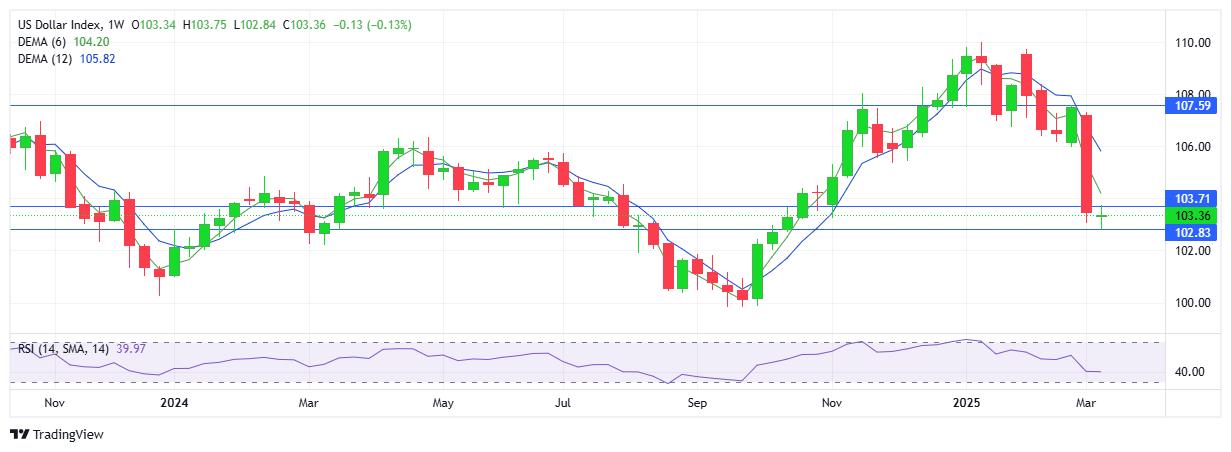 US Dollar Index, 1W O103.34 H103.75 L102.84 C103.36 −0.13 (−0.13%)
DEMA (6) 104.20
DEMA (12) 105.82
110.00
108.00
107.59
106.00
103.71
103.36
102.83
102.00
100.00
RSI (14, SMA, 14) 39.97
40.00
Nov 2024 Mar May Jul Sep Nov 2025 Mar
TradingView